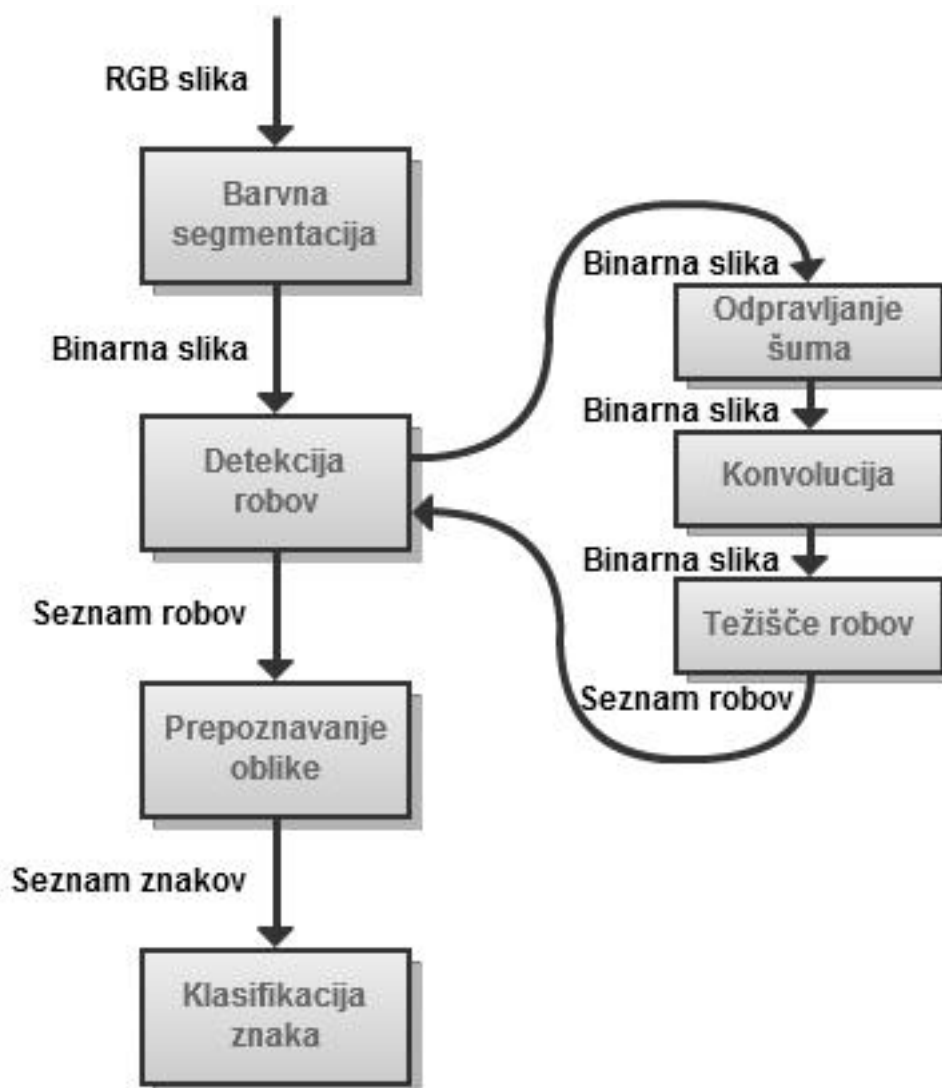 RGB slika
Barvna
segmentacija
Binarna slika
Detekcija
robov
Binarna slika
Odpravljanje
šuma
Binarna slika
Konvolucija
Binarna slika
Težišče robov
Seznam robov
Seznam robov
Prepoznavanje
oblike
Seznam znakov
Klasifikacija
znaka